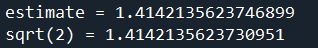 estimate = 1.4142135623746899
sqrt(2) = 1.4142135623730951